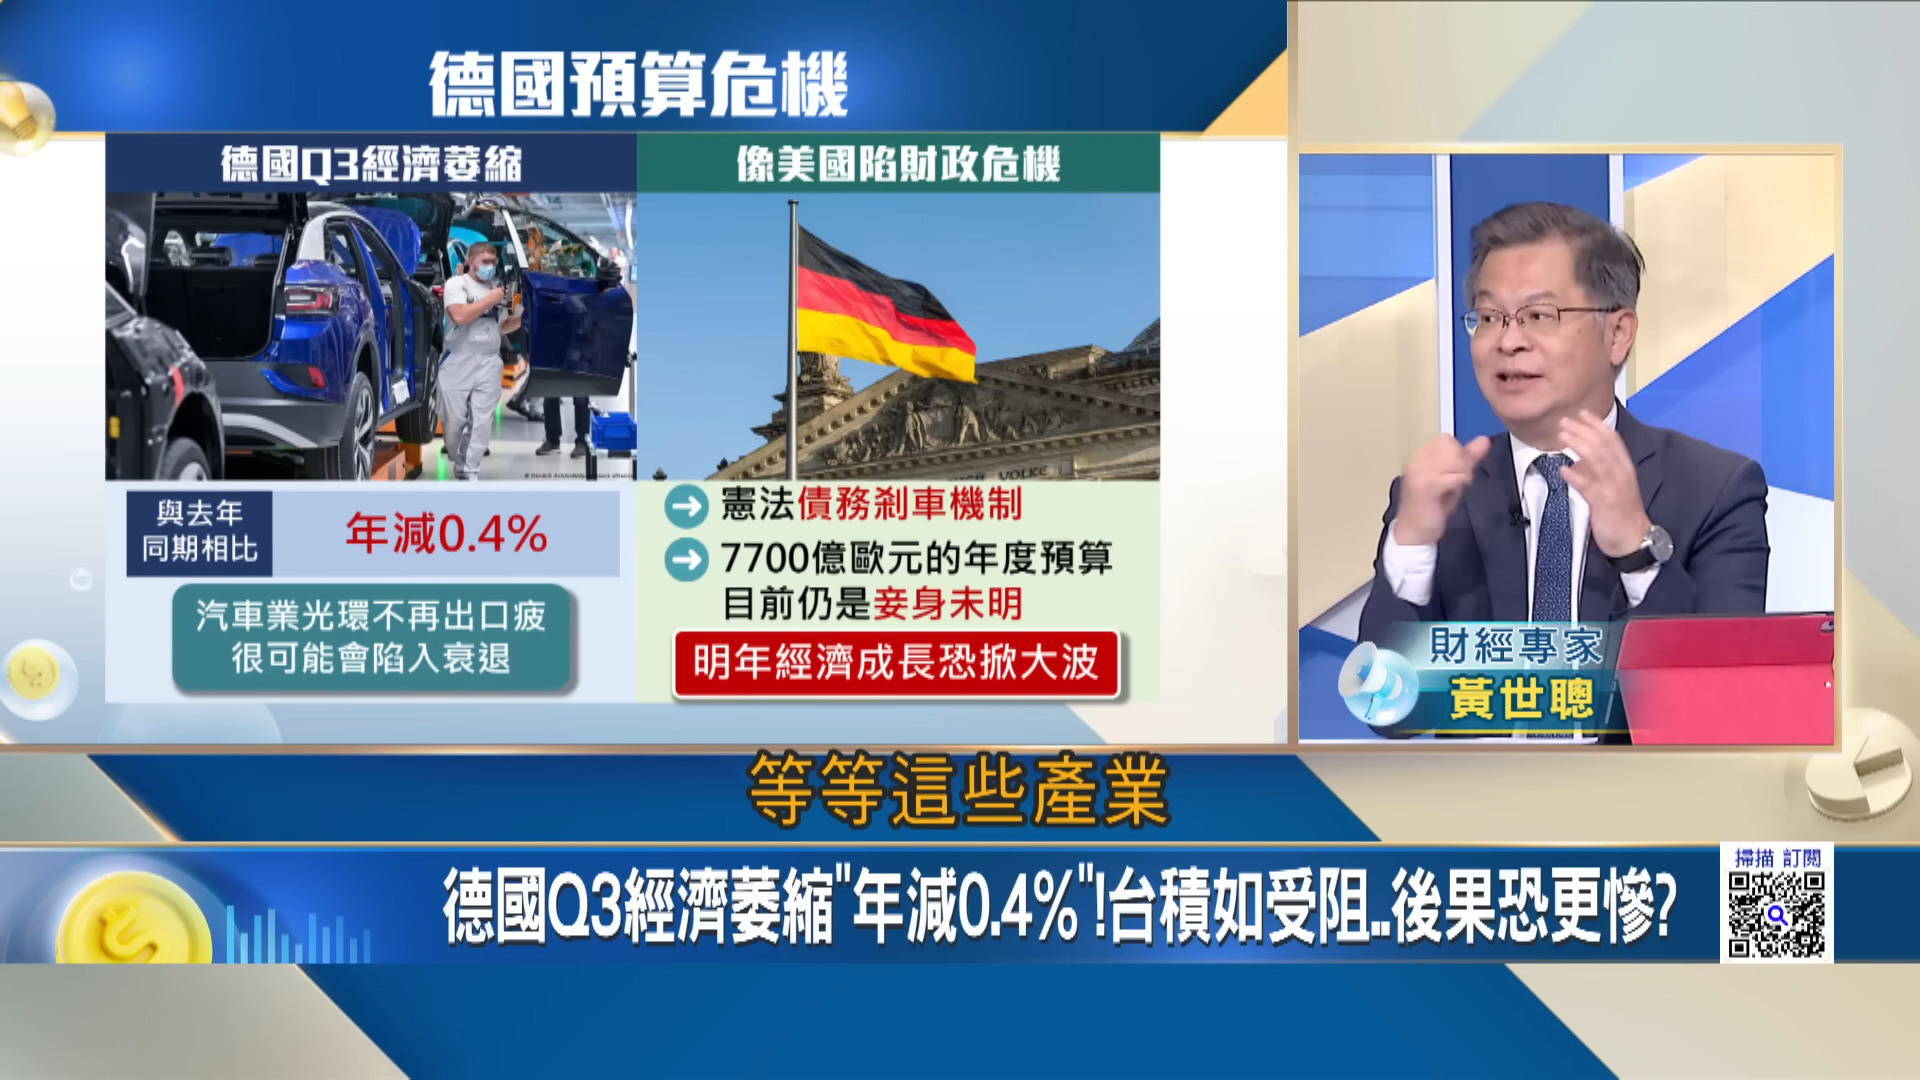 德國預算危機
德國Q3經濟萎縮
像美國陷財政危機
VOLKE
與去年
同期相比
年減0.4%
汽車業光環不再出口疲
很可能會陷入衰退
憲法債務剎車機制
7700億歐元的年度預算
目前仍是妾身未明
明年經濟成長恐掀大波
財經專家
黃世聰
等等這些產業
德國Q3經濟萎縮"年減0.4%"!台積如受阻..後果恐更慘?
掃描 訂閱